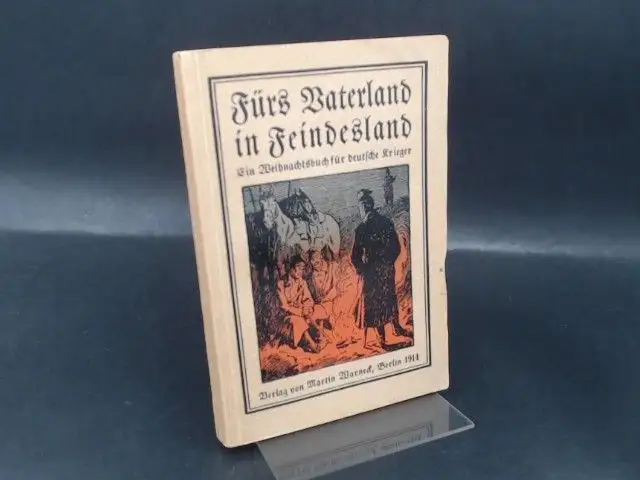 Fürs Vaterland
in Feindesland
Ein Weihnachtsbuch für deutsche Krieger
Verlag von Martin Warneck, Berlin 1914